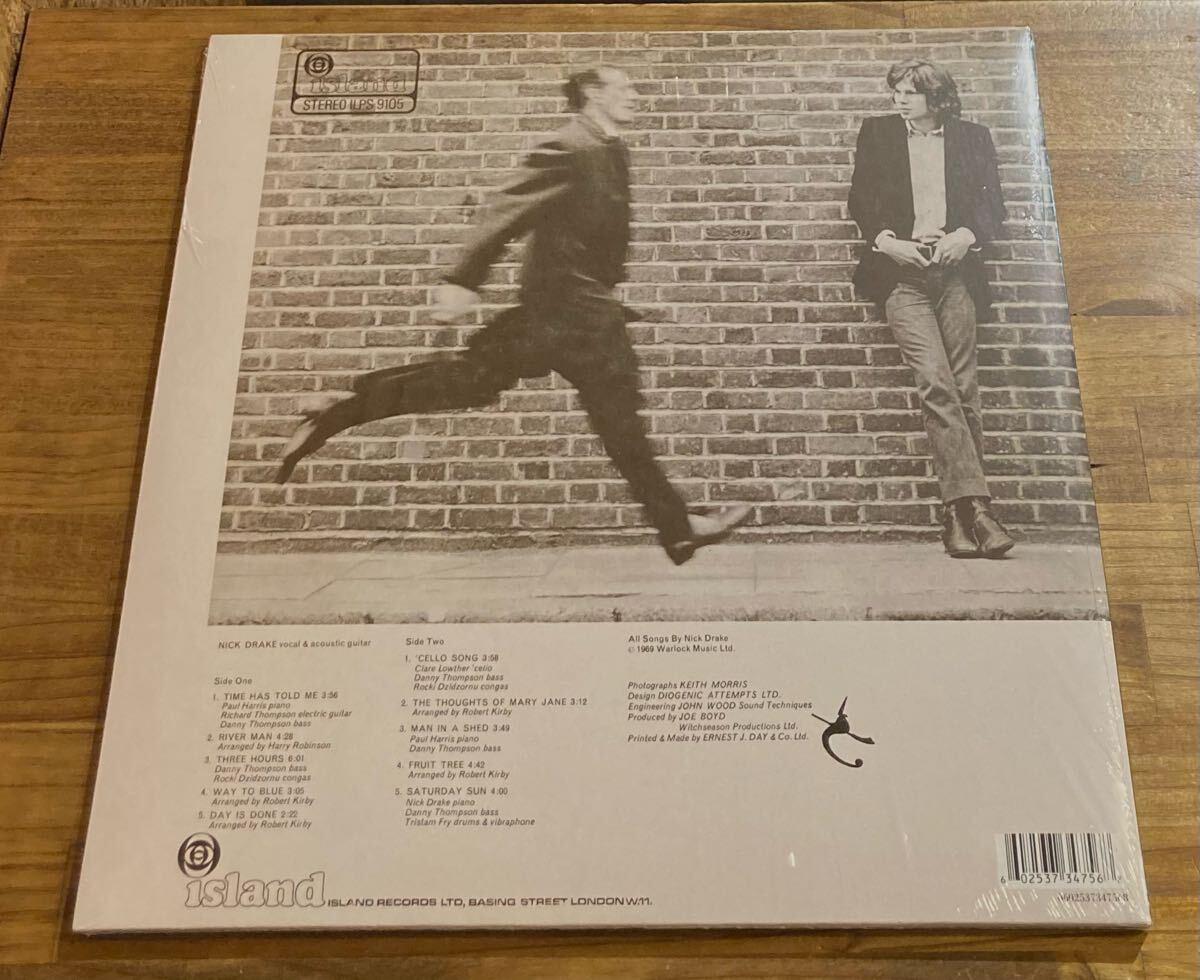 island
STEREO ILPS 9105
NICK DRAKE vocal & acoustic guitar
Side One
1. TIME HAS TOLD ME 3:56
Paul Harris piano
Richard Thompson electric guitar
Danny Thompson bass
2. RIVER MAN 4:28
Arranged by Harry Robinson
3. THREE HOURS 6:01
Danny Thompson bass
Rocki Dzidzornu congas
4. WAY TO BLUE 3:05
Arranged by Robert Kirby
5. DAY IS DONE 2:22
Arranged by Robert Kirby
Side Two
1. 'CELLO SONG 3:58
Clare Lowther 'cello
Danny Thompson bass
Rocki Dzidzornu congas
2. THE THOUGHTS OF MARY JANE 3:12
Arranged by Robert Kirby
3. MAN IN A SHED 3:49
Paul Harris piano
Danny Thompson bass
4. FRUIT TREE 4:42
Arranged by Robert Kirby
5. SATURDAY SUN 4:00
Nick Drake piano
Danny Thompson bass
Tristam Fry drums & vibraphone
All Songs By Nick Drake
© 1969 Warlock Music Ltd.
Photographs KEITH MORRIS
Design DIOGENIC ATTEMPTS LTD.
Engineering JOHN WOOD Sound Techniques
Produced by JOE BOYD
Witchseason Productions Ltd.
Printed & Made by ERNEST J. DAY & Co. Ltd.
island
ISLAND RECORDS LTD, BASING STREET LONDON W.11.
6 02537 34756